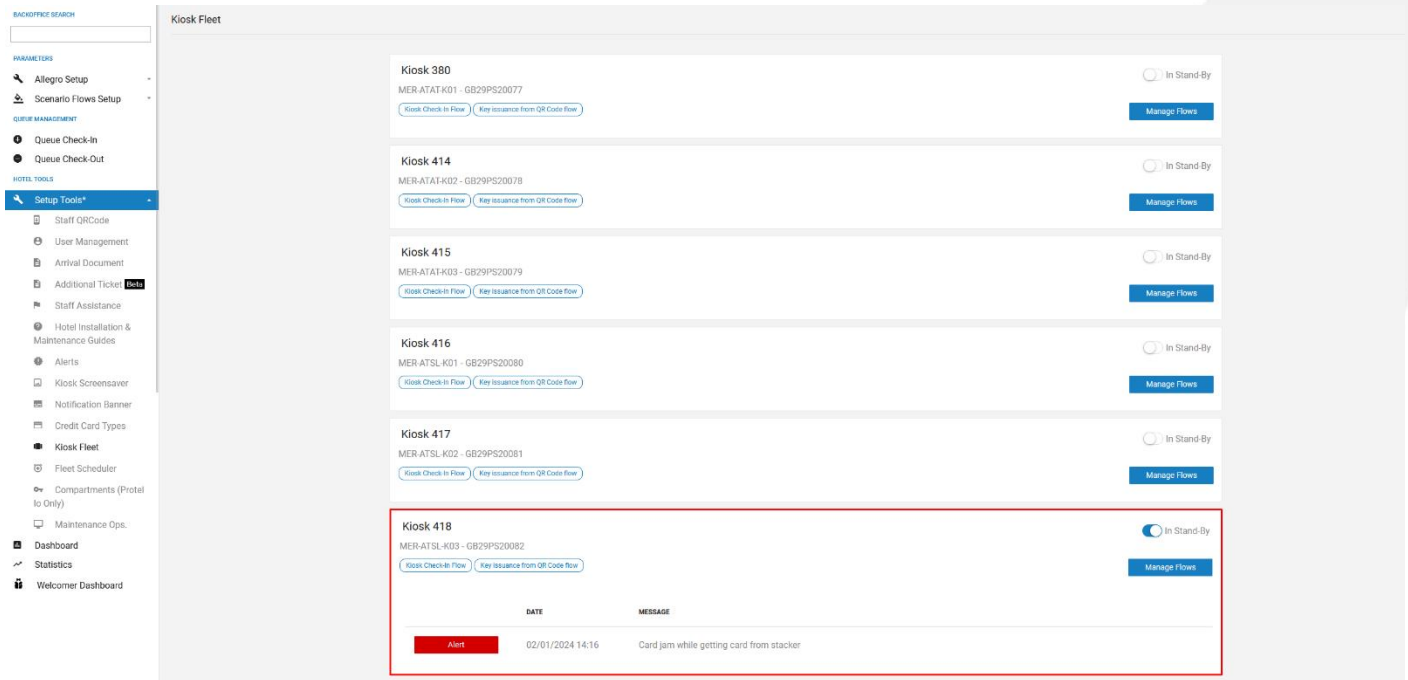 BACKOFFICE SEARCH
PARAMETERS
Allegro Setup
Scenario Flows Setup
QUEUE MANAGEMENT
Queue Check-In
Queue Check-Out
HOTEL TOOLS
Setup Tools*
Staff QRCode
User Management
Arrival Document
Additional Ticket Beta
Staff Assistance
Hotel Installation &
Maintenance Guides
Alerts
Kiosk Screensaver
Notification Banner
Credit Card Types
Kiosk Fleet
Fleet Scheduler
Compartments (Protel
Io Only)
Maintenance Ops.
Dashboard
Statistics
Welcomer Dashboard
Kiosk Fleet
Kiosk 380
In Stand-By
MER-ATAT-K01 - GB29PS20077
Kiosk Check-In Flow Key issuance from QR Code flow
Manage Flows
Kiosk 414
In Stand-By
MER-ATAT-K02 - GB29PS20078
Kiosk Check-In Flow Key issuance from QR Code flow
Manage Flows
Kiosk 415
In Stand-By
MER-ATAT-K03 - GB29PS20079
Kiosk Check-In Flow Key issuance from QR Code flow
Manage Flows
Kiosk 416
In Stand-By
MER-ATSL-K01 - GB29PS20080
Kiosk Check-In Flow Key issuance from QR Code flow
Manage Flows
Kiosk 417
In Stand-By
MER-ATSL-K02 - GB29PS20081
Kiosk Check-In Flow Key issuance from QR Code flow
Manage Flows
Kiosk 418
In Stand-By
MER-ATSL-K03 - GB29PS20082
Kiosk Check-In Flow Key issuance from QR Code flow
Manage Flows
DATE MESSAGE
Alert 02/01/2024 14:16 Card jam while getting card from stacker